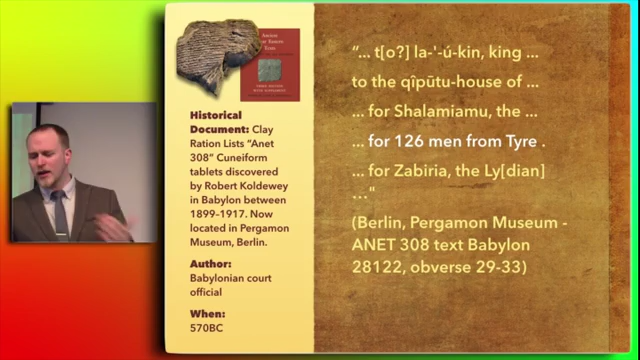 Historical
Document: Clay
Ration Lists “Anet
308” Cuneiform
tablets discovered
by Robert Koldewey
in Babylon between
1899-1917. Now
located in Pergamon
Museum, Berlin.
Author:
Babylonian court
official
When:
570BC
“... t[o?] la-'-ú-kin, king ...
to the qîpūtu-house of ...
... for Shalamiamu, the ...
... for 126 men from Tyre .
... for Zabiria, the Ly[dian]
..."
(Berlin, Pergamon Museum -
ANET 308 text Babylon
28122, obverse 29-33)